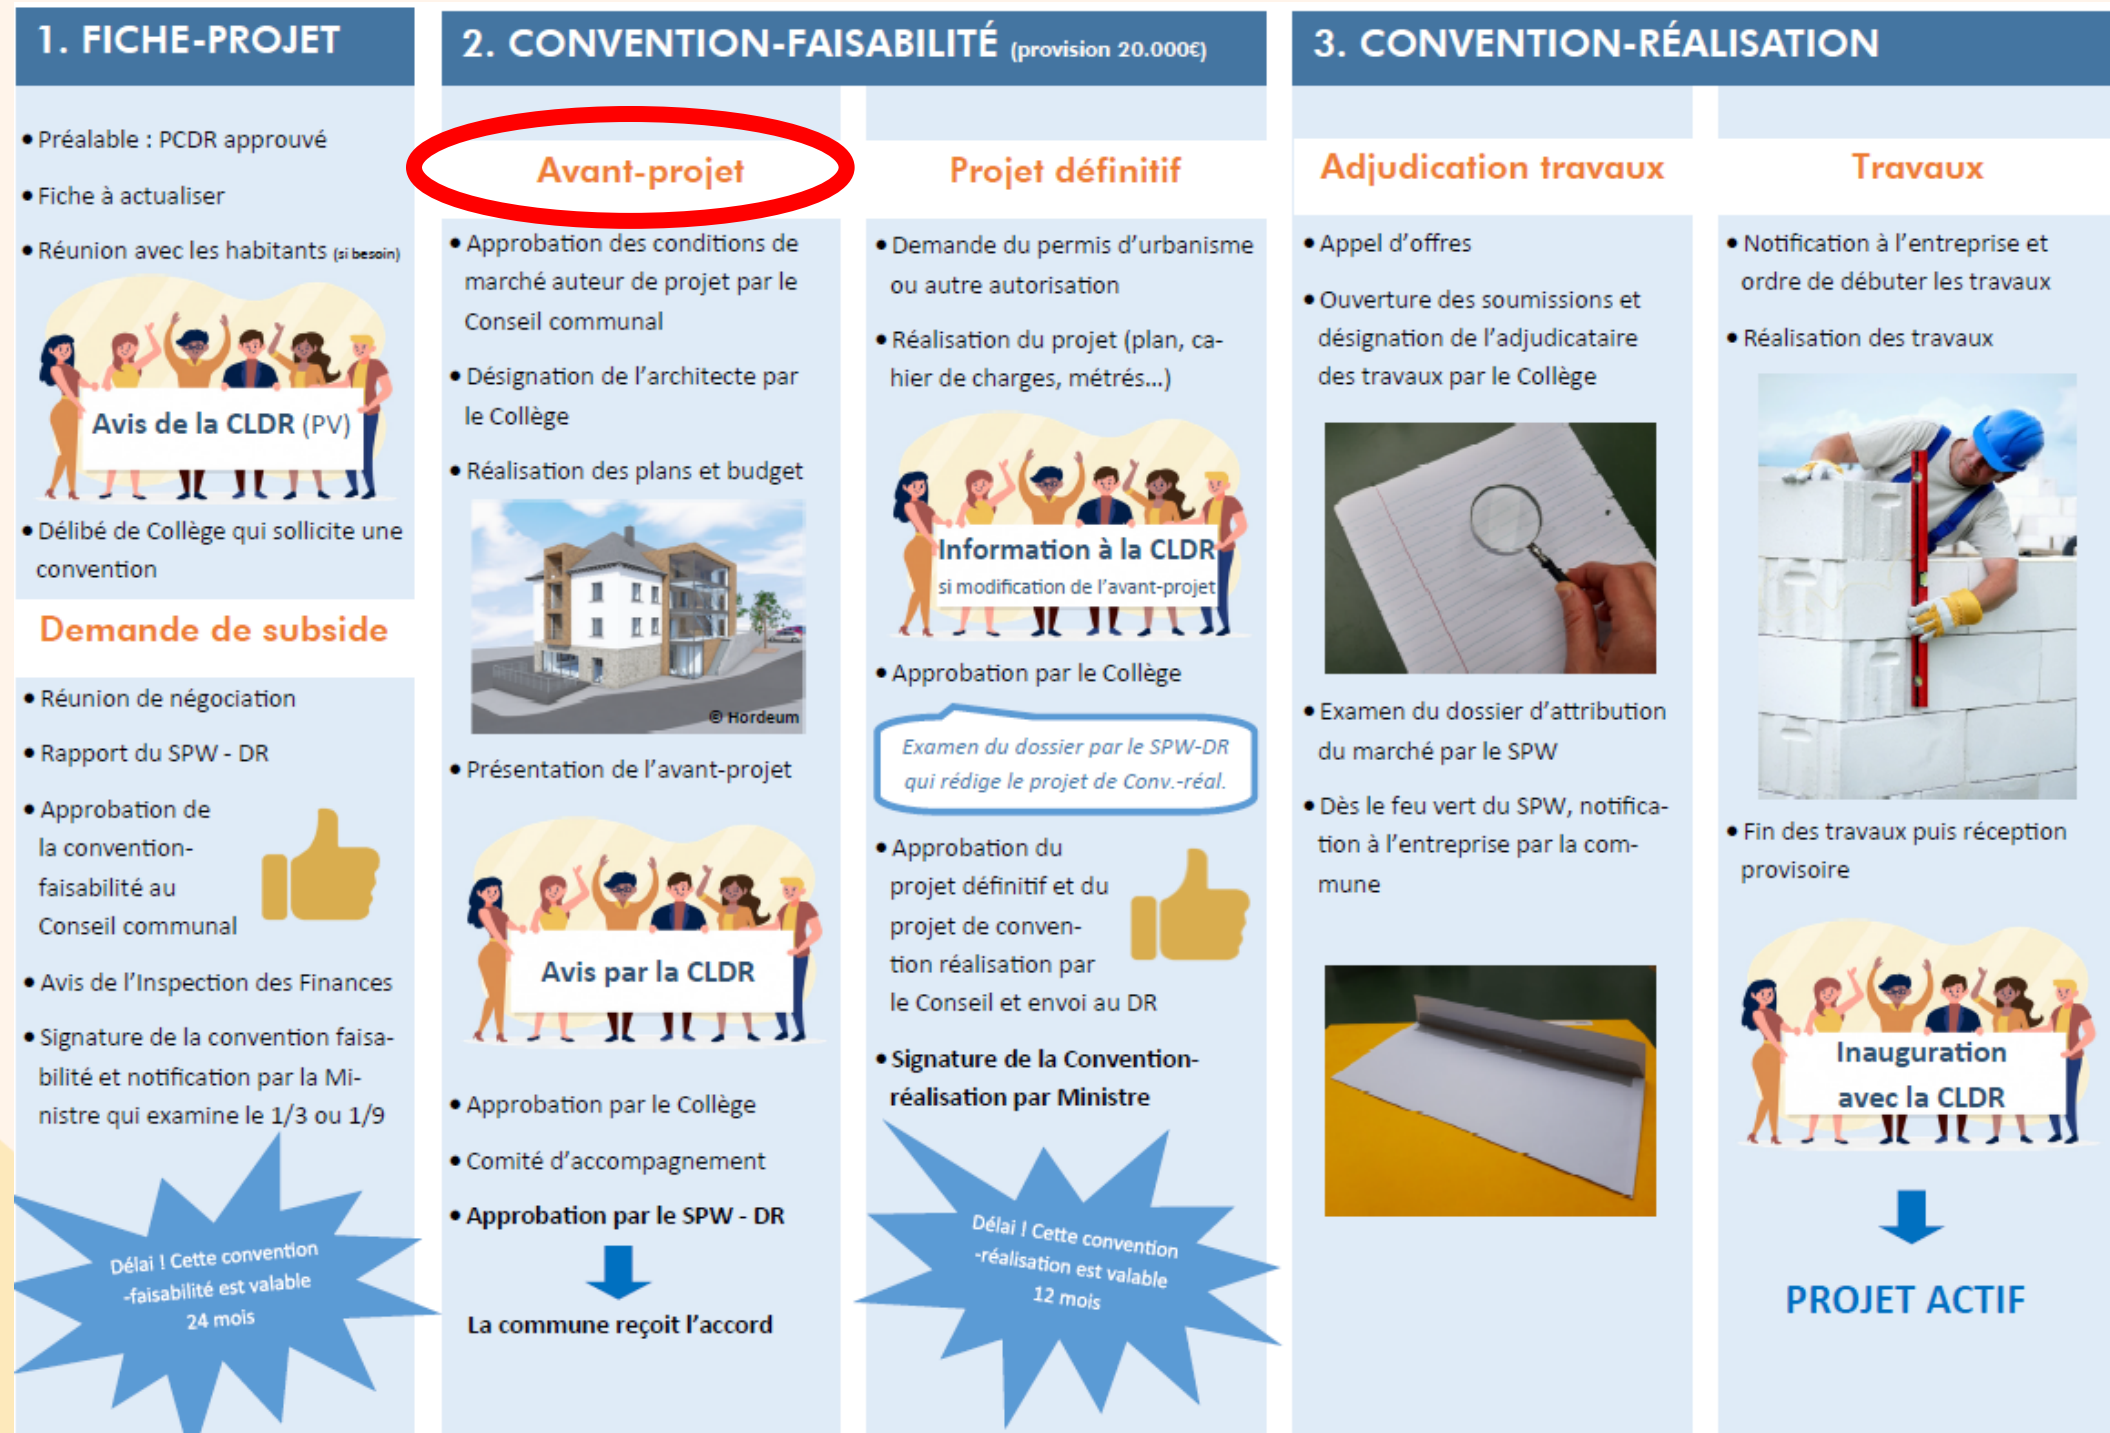 1. FICHE-PROJET
• Préalable : PCDR approuvé
• Fiche à actualiser
• Réunion avec les habitants (si besoin)
Avis de la CLDR (PV)
• Délibé de Collège qui sollicite une
convention
Demande de subside
• Réunion de négociation
• Rapport du SPW - DR
• Approbation de
la convention-
faisabilité au
Conseil communal
• Avis de l'Inspection des Finances
• Signature de la convention faisa-
bilité et notification par la Mi-
nistre qui examine le 1/3 ou 1/9
Délai ! Cette convention
-faisabilité est valable
24 mois
2. CONVENTION-FAISABILITÉ (provision 20.000€)
Avant-projet
• Approbation des conditions de
marché auteur de projet par le
Conseil communal
• Désignation de l'architecte par
le Collège
• Réalisation des plans et budget
© Hordeum
• Présentation de l'avant-projet
Avis par la CLDR
• Approbation par le Collège
• Comité d'accompagnement
• Approbation par le SPW - DR
La commune reçoit l'accord
Projet définitif
• Demande du permis d'urbanisme
ou autre autorisation
• Réalisation du projet (plan, ca-
hier de charges, métrés...)
Information à la CLDR
si modification de l'avant-projet
• Approbation par le Collège
Examen du dossier par le SPW-DR
qui rédige le projet de Conv.-réal.
• Approbation du
projet définitif et du
projet de conven-
tion réalisation par
le Conseil et envoi au DR
• Signature de la Convention-
réalisation par Ministre
Délai ! Cette convention
-réalisation est valable
12 mois
3. CONVENTION-RÉALISATION
Adjudication travaux
• Appel d'offres
• Ouverture des soumissions et
désignation de l'adjudicataire
des travaux par le Collège
• Examen du dossier d'attribution
du marché par le SPW
• Dès le feu vert du SPW, notifica-
tion à l'entreprise par la com-
mune
Travaux
• Notification à l'entreprise et
ordre de débuter les travaux
• Réalisation des travaux
• Fin des travaux puis réception
provisoire
Inauguration
avec la CLDR
PROJET ACTIF